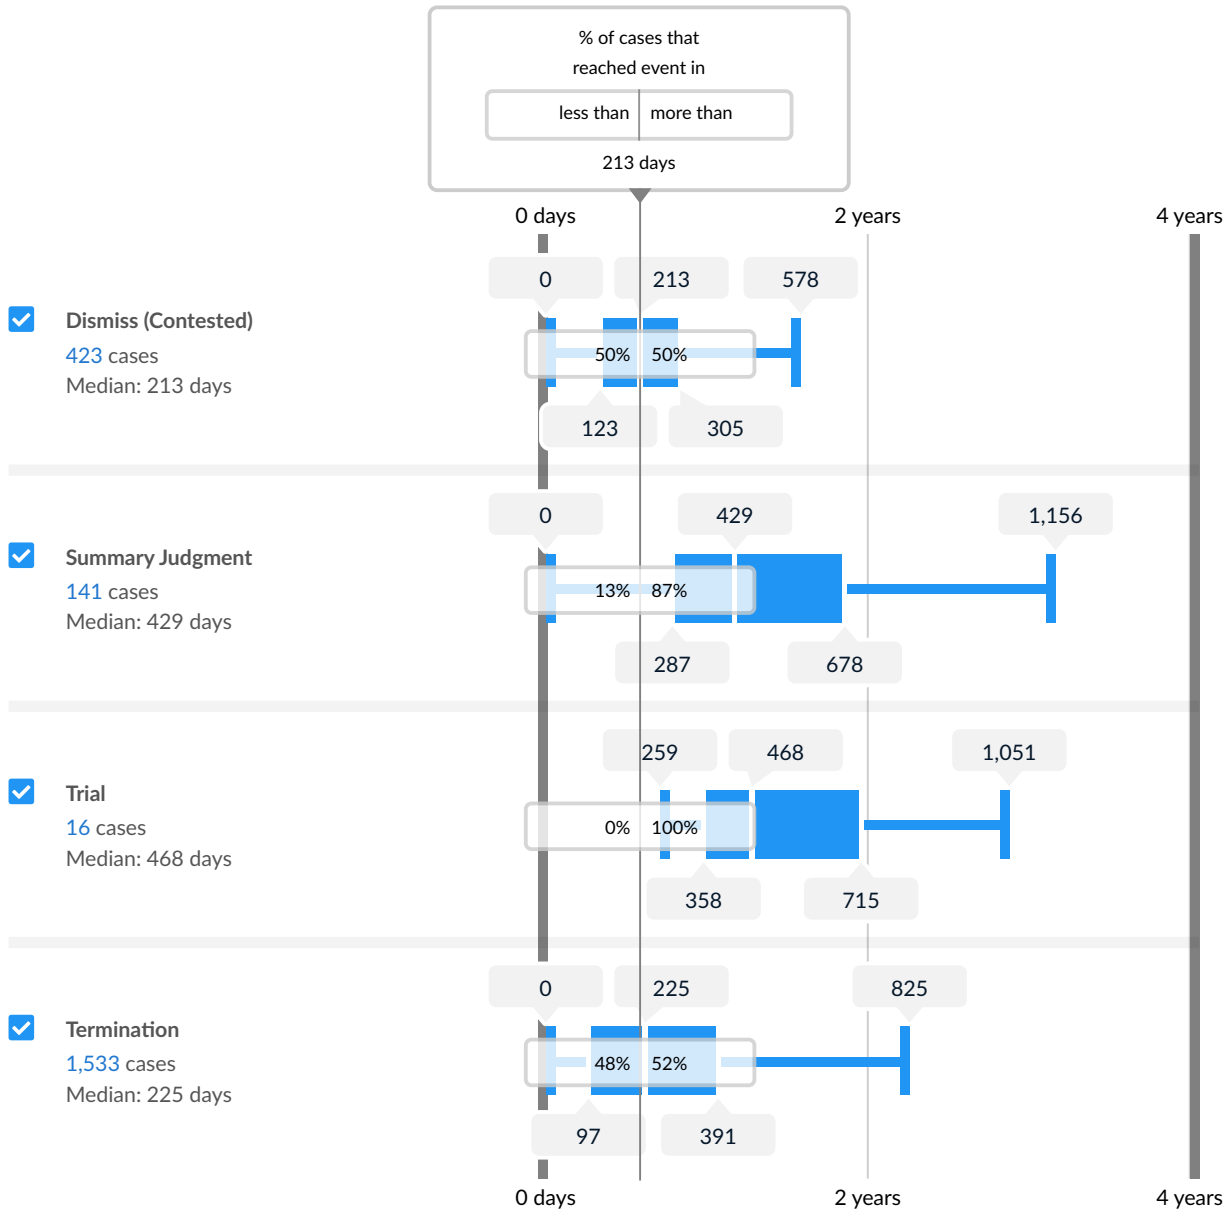 % of cases that
reached event in
less than more than
213 days
0 days 2 years 4 years
0 213 578
Dismiss (Contested)
423 cases
50% 50%
Median: 213 days
123 305
0 429 1,156
Summary Judgment
141 cases
13% 87%
Median: 429 days
287 678
259 468 1,051
Trial
16 cases
0% 100%
Median: 468 days
358 715
0 225 825
Termination
1,533 cases
48% 52%
Median: 225 days
97 391
0 days 2 years 4 years